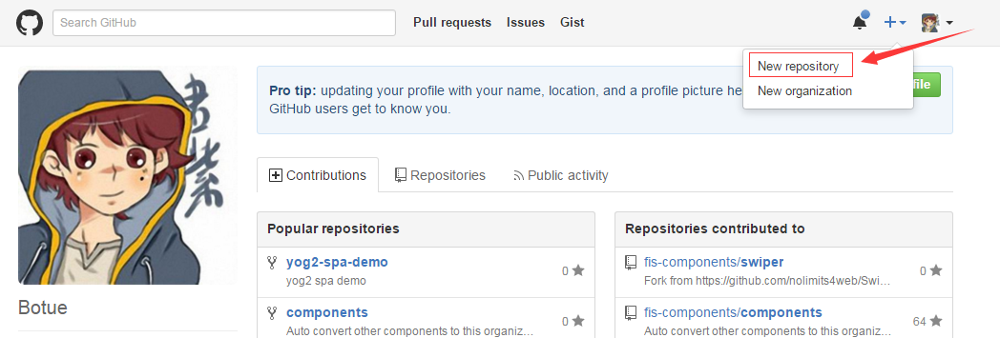 Search GitHub
Pull requests
Issues
Gist
New repository
New organization
Pro tip: updating your profile with your name, location, and a profile picture he
file
GitHub users get to know you.
Contributions
Repositories
Public activity
Popular repositories
yog2-spa-demo
yog2 spa demo
0
components
Auto convert other components to this organiz...
0
Repositories contributed to
fis-components/swiper
Fork from https://github.com/nolimits4web/Swi...
0
fis-components/components
Auto convert other components to this organiz...
64
Botue